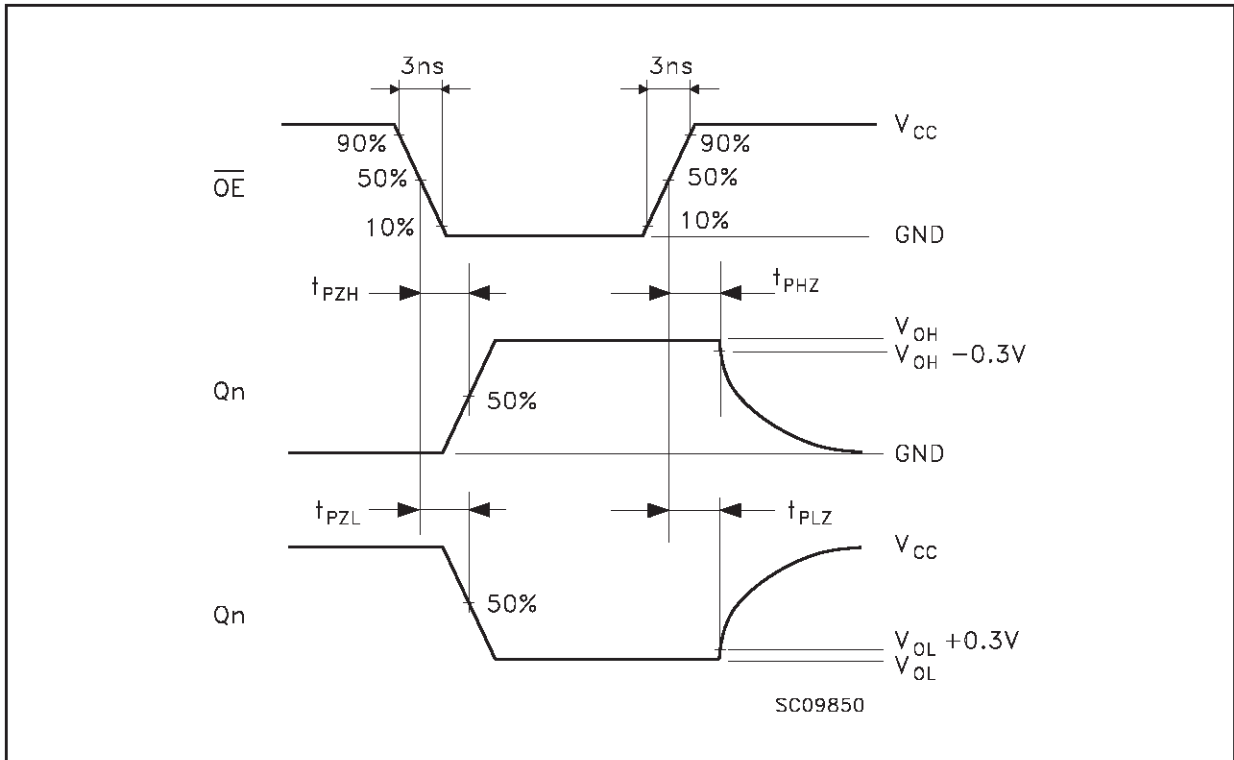 3ns 3ns
V_CC
90% 90%
OE 50% 50%
10% 10%
GND
t_PZH t_PHZ
V_OH
V_OH −0.3V
Qn 50%
GND
t_PZL t_PLZ
V_CC
Qn 50%
V_OL +0.3V
V_OL
SC09850